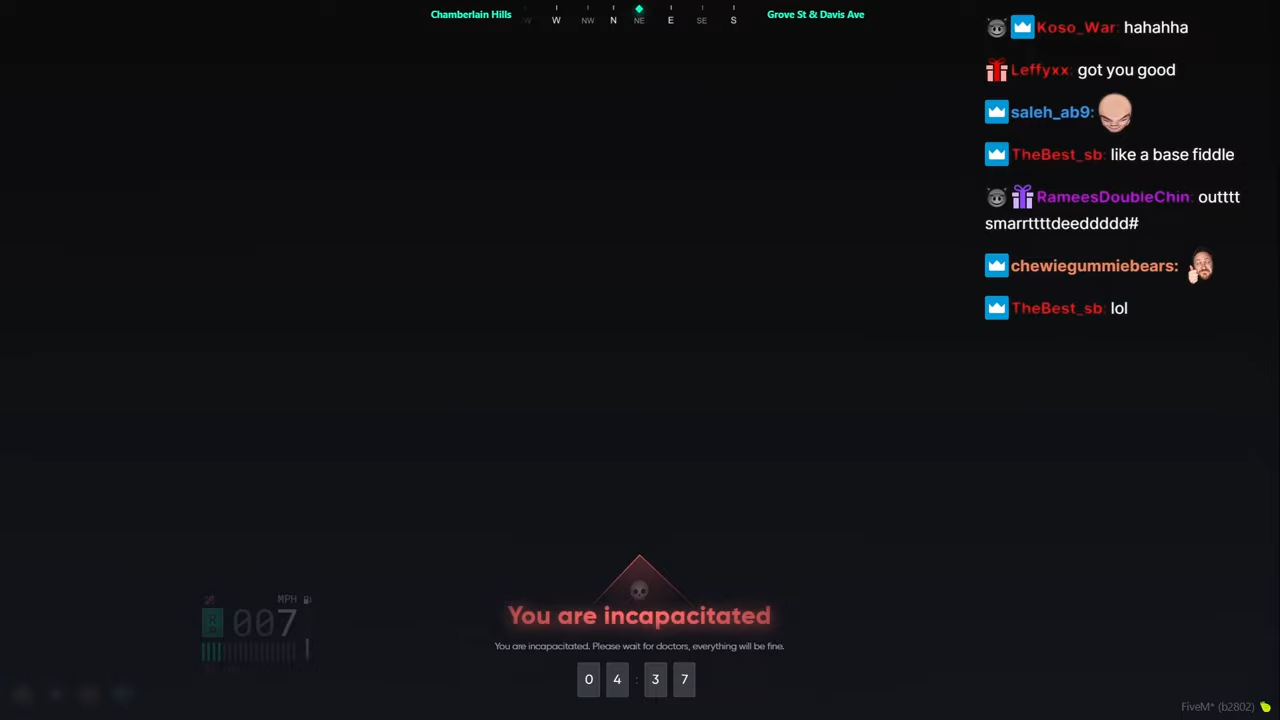 Chamberlain Hills
W NW N NE E SE S
Grove St & Davis Ave
Koso_War: hahahha
Leffyxx: got you good
saleh_ab9:
TheBest_sb: like a base fiddle
RameesDoubleChin: outttt
smarrttttdeeddddd#
chewiegummiebears:
TheBest_sb: lol
MPH
R
007
You are incapacitated
You are incapacitated. Please wait for doctors, everything will be fine.
0 4 : 3 7
FiveM* (b2802)